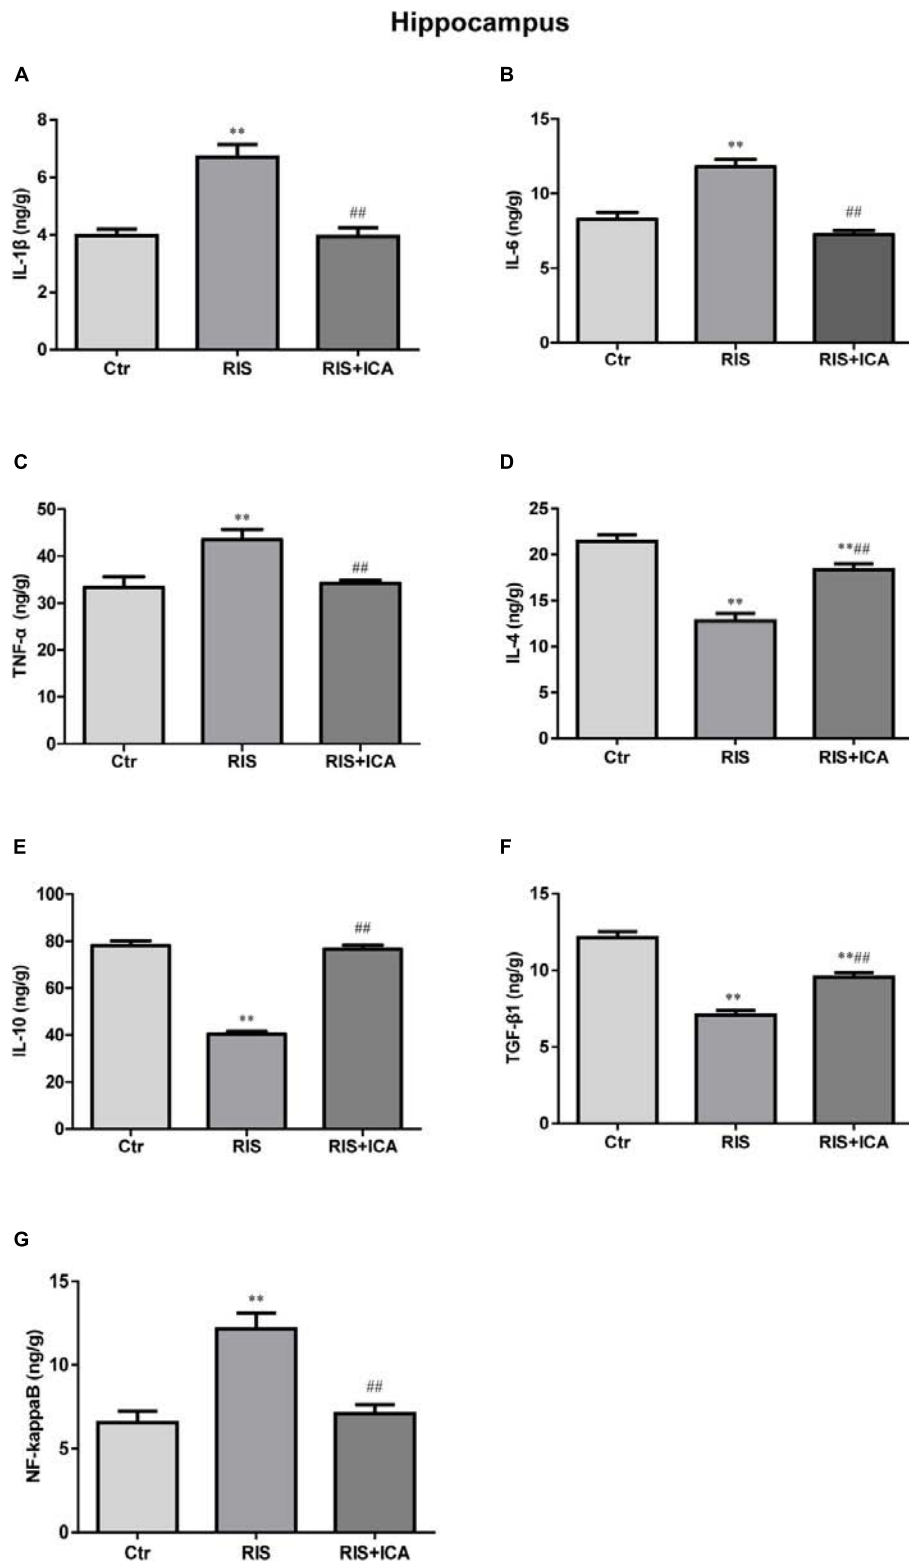 Hippocampus
A
IL-1β (ng/g)
8
6
4
2
0
**
##
Ctr
RIS
RIS+ICA
B
IL-6 (ng/g)
15
10
5
0
**
##
Ctr
RIS
RIS+ICA
C
TNF-α (ng/g)
50
40
30
20
10
0
**
##
Ctr
RIS
RIS+ICA
D
IL-4 (ng/g)
25
20
15
10
5
0
**
**##
Ctr
RIS
RIS+ICA
E
IL-10 (ng/g)
100
80
60
40
20
0
**
##
Ctr
RIS
RIS+ICA
F
TGF-β1 (ng/g)
15
10
5
0
**
**##
Ctr
RIS
RIS+ICA
G
NF-kappaB (ng/g)
15
10
5
0
**
##
Ctr
RIS
RIS+ICA